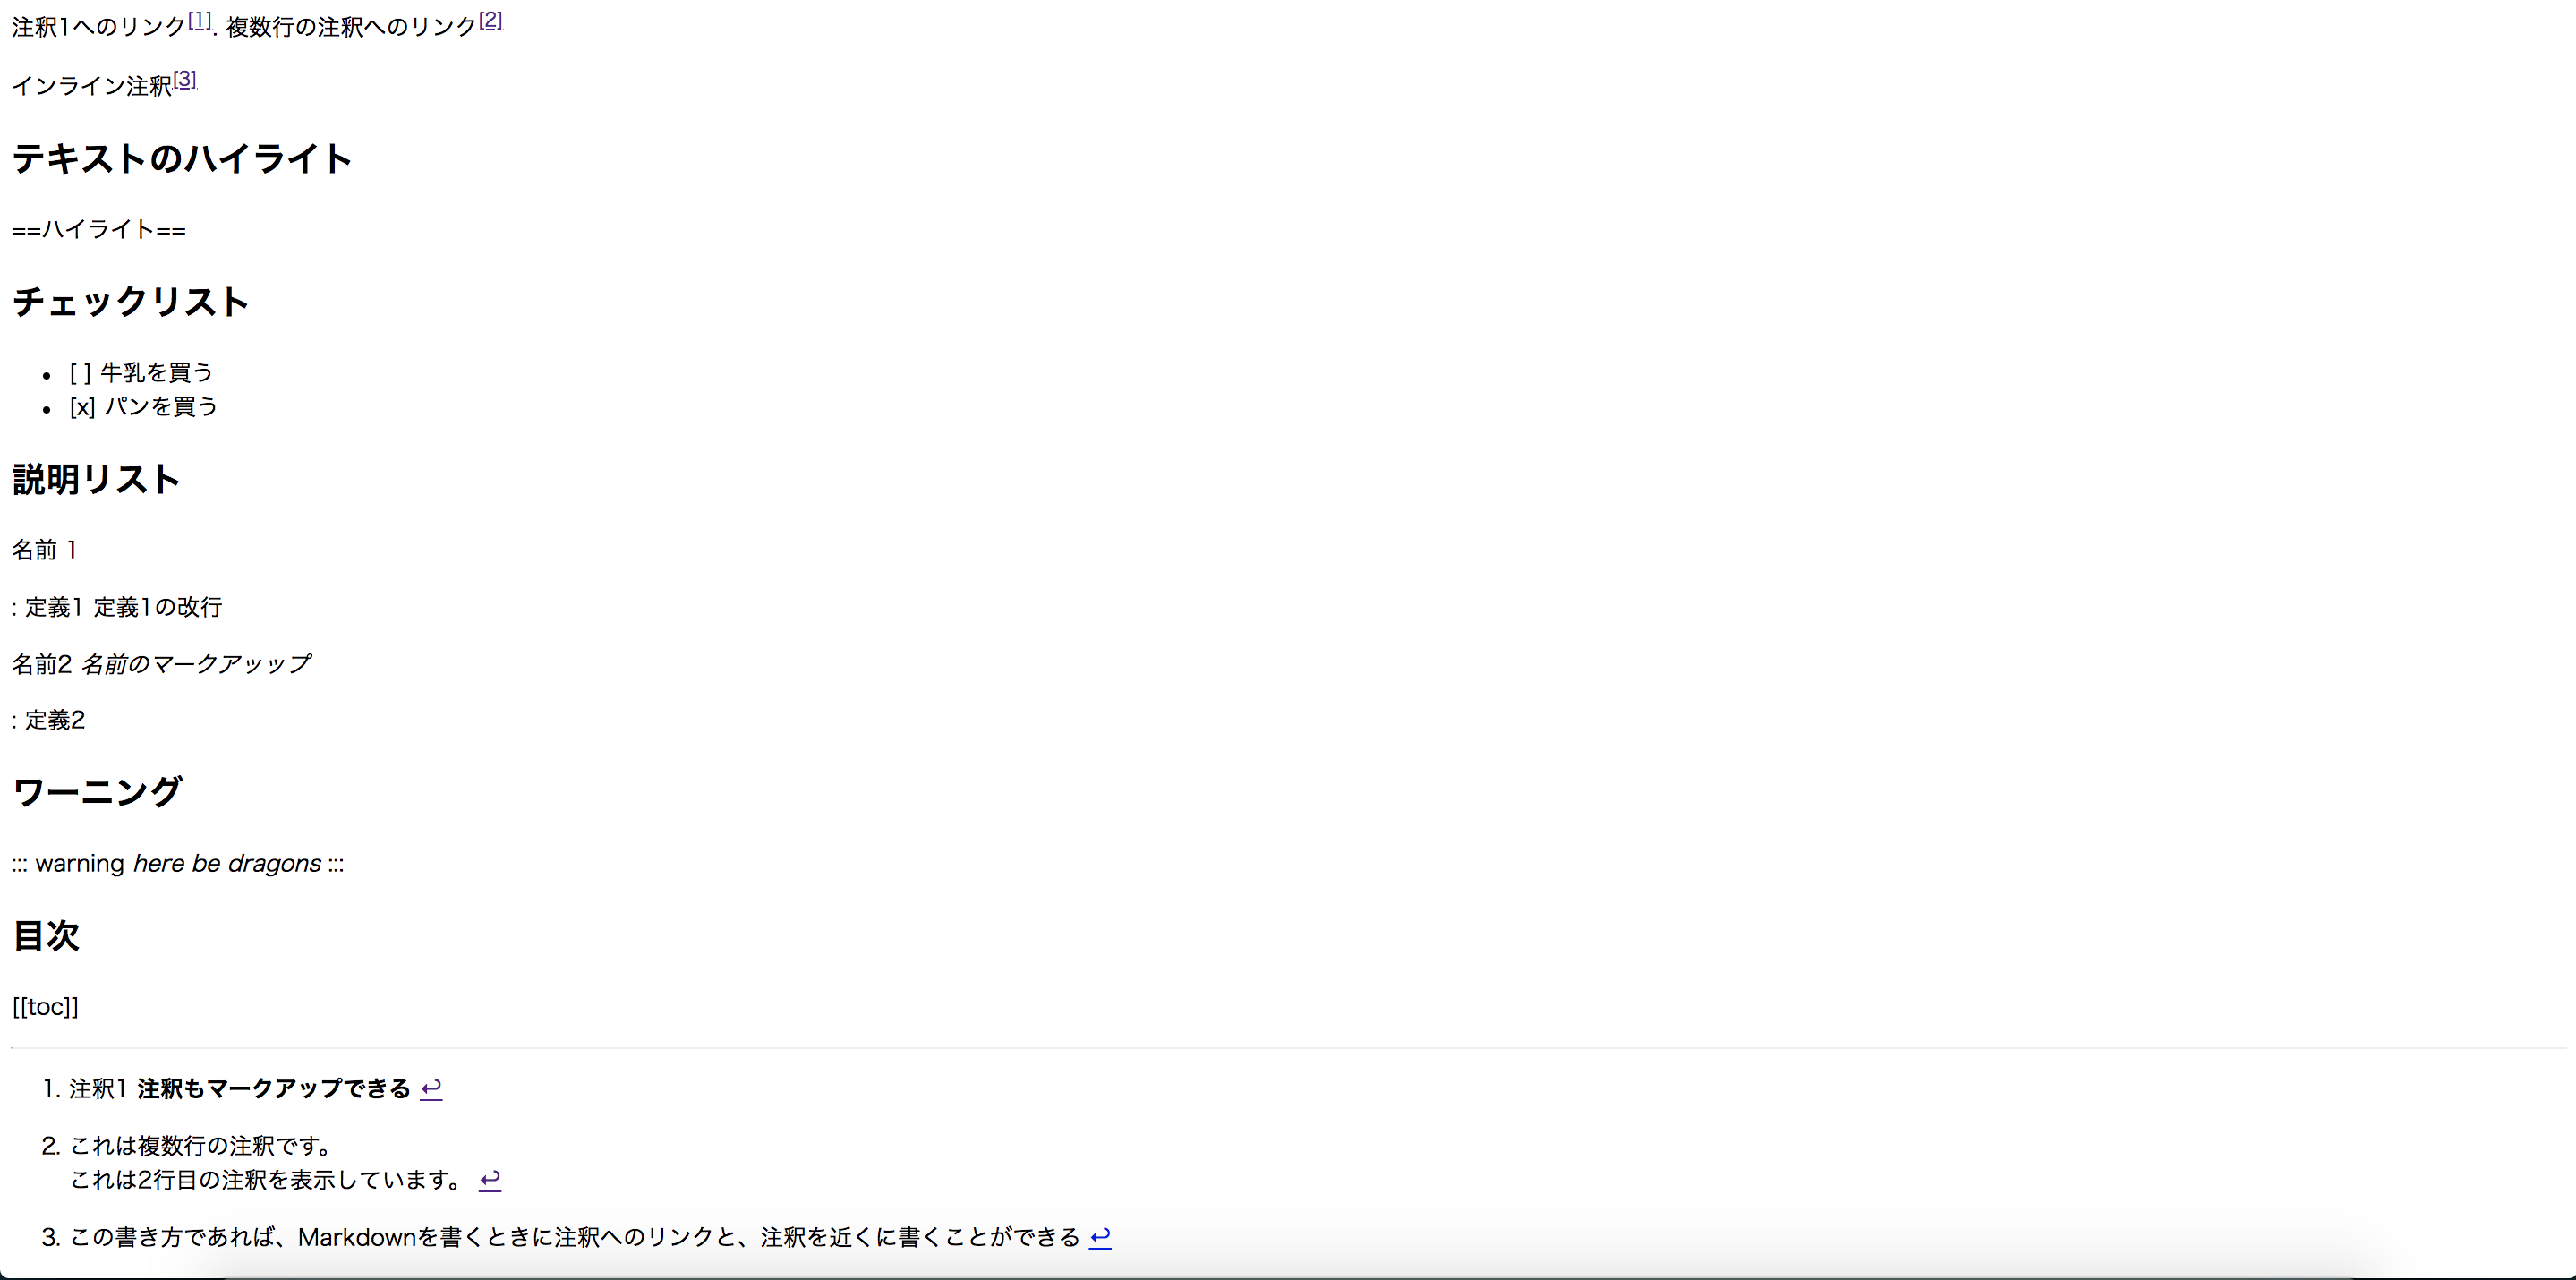 注釈1へのリンク[1]. 複数行の注釈へのリンク[2]
インライン注釈[3]
テキストのハイライト
==ハイライト==
チェックリスト
• [ ] 牛乳を買う
• [x] パンを買う
説明リスト
名前 1
: 定義1 定義1の改行
名前2 名前のマークアッップ
: 定義2
ワーニング
::: warning here be dragons :::
目次
[[toc]]
1. 注釈1 注釈もマークアップできる ↩
2. これは複数行の注釈です。
これは2行目の注釈を表示しています。 ↩
3. この書き方であれば、Markdownを書くときに注釈へのリンクと、注釈を近くに書くことができる ↩